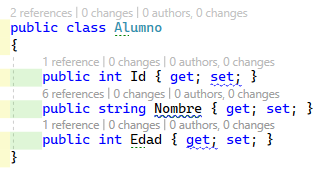 2 references | 0 changes | 0 authors, 0 changes
public class Alumno
{
1 reference | 0 changes | 0 authors, 0 changes
public int Id { get; set; }
6 references | 0 changes | 0 authors, 0 changes
public string Nombre { get; set; }
1 reference | 0 changes | 0 authors, 0 changes
public int Edad { get; set; }
}